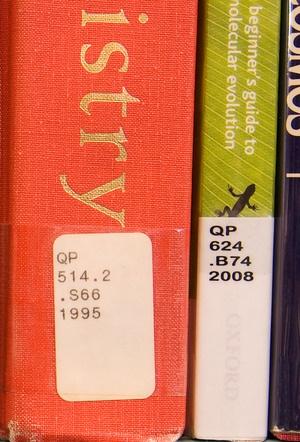 istry
QP
514.2
.S66
1995
beginner's guide to
molecular evolution
QP
624
.B74
2008
OXFORD